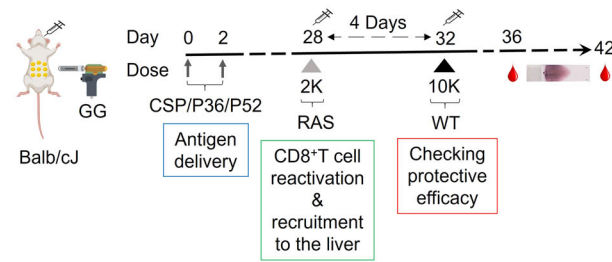 Day 0 2 28 4 Days 32 36 42
Dose 2K 10K
GG
Balb/cJ
CSP/P36/P52
Antigen
delivery
RAS
CD8⁺T cell
reactivation
&
recruitment
to the liver
WT
Checking
protective
efficacy